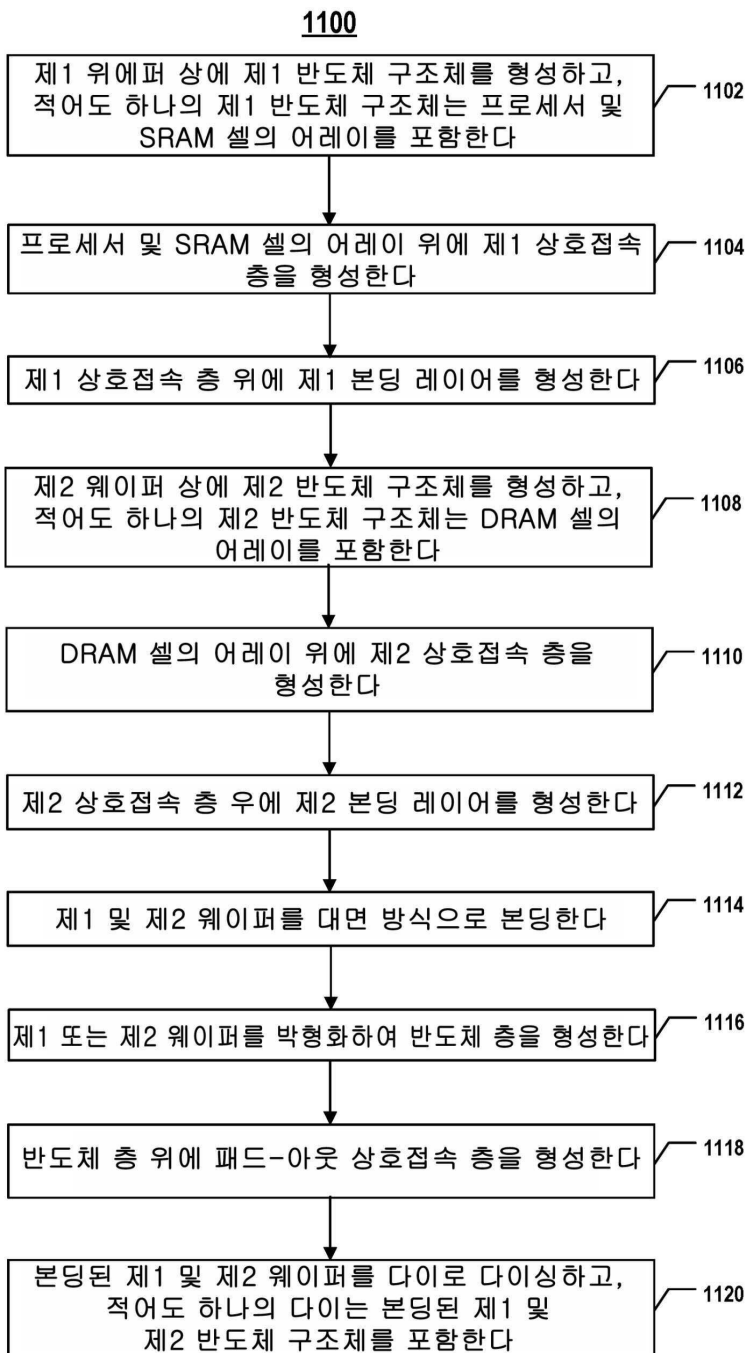 1100
제1 위에퍼 상에 제1 반도체 구조체를 형성하고,
적어도 하나의 제1 반도체 구조체는 프로세서 및
SRAM 셀의 어레이를 포함한다
1102
프로세서 및 SRAM 셀의 어레이 위에 제1 상호접속
층을 형성한다
1104
제1 상호접속 층 위에 제1 본딩 레이어를 형성한다
1106
제2 웨이퍼 상에 제2 반도체 구조체를 형성하고,
적어도 하나의 제2 반도체 구조체는 DRAM 셀의
어레이를 포함한다
1108
DRAM 셀의 어레이 위에 제2 상호접속 층을
형성한다
1110
제2 상호접속 층 우에 제2 본딩 레이어를 형성한다
1112
제1 및 제2 웨이퍼를 대면 방식으로 본딩한다
1114
제1 또는 제2 웨이퍼를 박형화하여 반도체 층을 형성한다
1116
반도체 층 위에 패드-아웃 상호접속 층을 형성한다
1118
본딩된 제1 및 제2 웨이퍼를 다이로 다이싱하고,
적어도 하나의 다이는 본딩된 제1 및
제2 반도체 구조체를 포함한다
1120